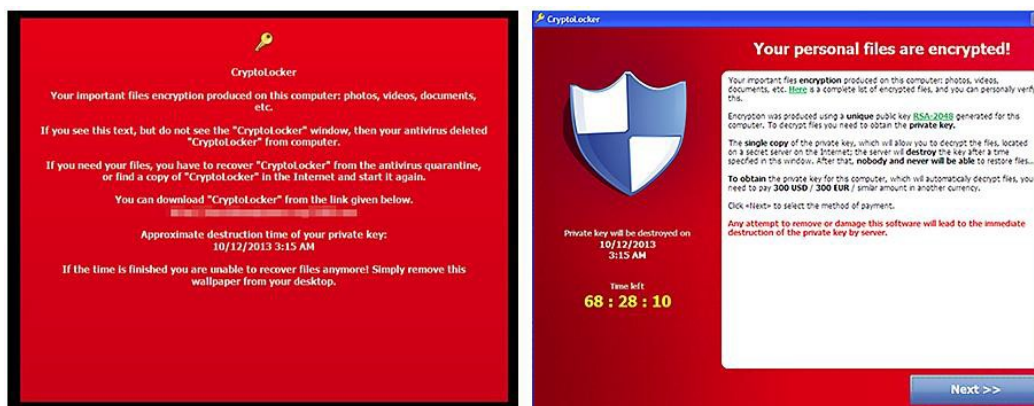 CryptoLocker
Your important files encryption produced on this computer: photos, videos, documents,
etc.
If you see this text, but do not see the "CryptoLocker" window, then your antivirus deleted
"CryptoLocker" from computer.
If you need your files, you have to recover "CryptoLocker" from the antivirus quarantine,
or find a copy of "CryptoLocker" in the Internet and start it again.
You can download "CryptoLocker" from the link given below.
Approximate destruction time of your private key:
10/12/2013 3:15 AM
If the time is finished you are unable to recover files anymore! Simply remove this
wallpaper from your desktop.
CryptoLocker
Your personal files are encrypted!
Your important files encryption produced on this computer: photos, videos,
documents, etc. Here is a complete list of encrypted files, and you can personally verify
this.
Encryption was produced using a unique public key RSA-2048 generated for this
computer. To decrypt files you need to obtain the private key.
The single copy of the private key, which will allow you to decrypt the files, located
on a secret server on the Internet; the server will destroy the key after a time
specified in this window. After that, nobody and never will be able to restore files...
To obtain the private key for this computer, which will automatically decrypt files, you
need to pay 300 USD / 300 EUR / similar amount in another currency.
Click «Next» to select the method of payment.
Any attempt to remove or damage this software will lead to the immediate
destruction of the private key by server.
Private key will be destroyed on
10/12/2013
3:15 AM
Time left
68 : 28 : 10
Next >>